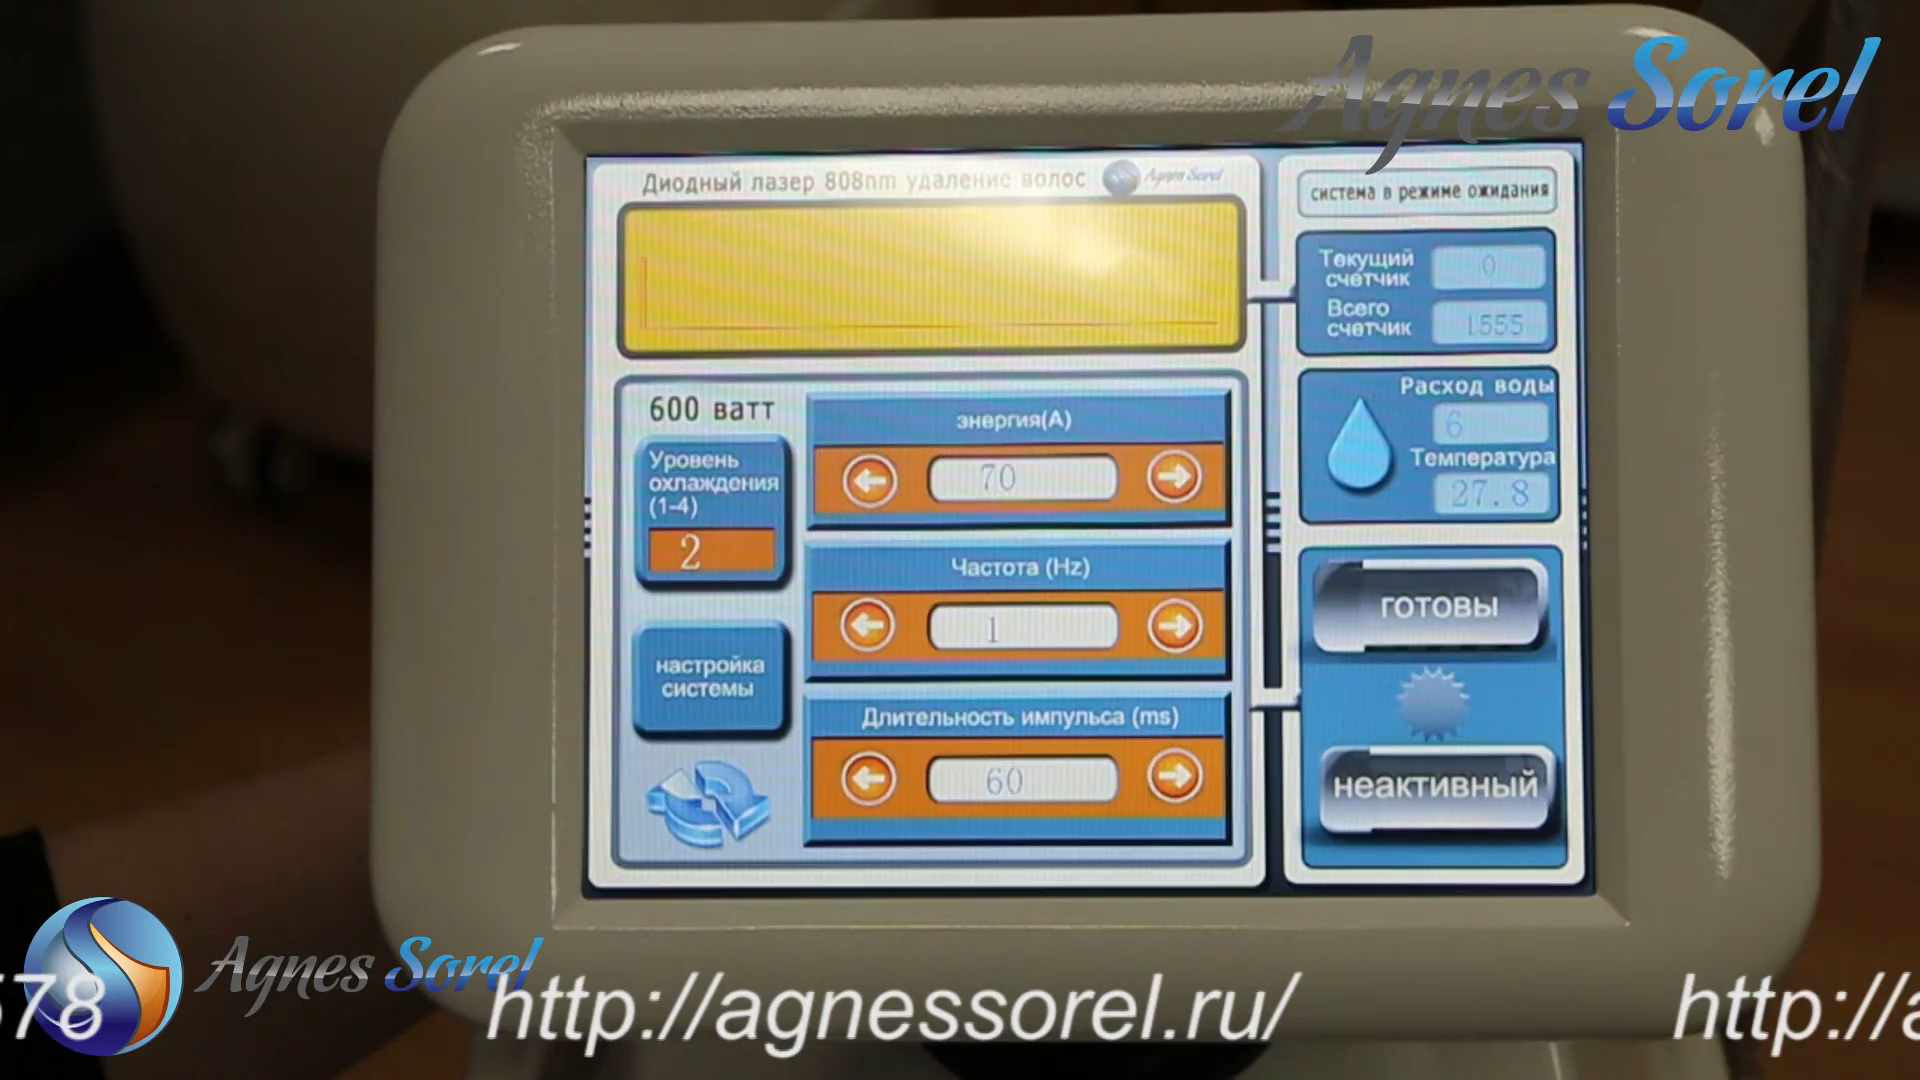 Agnes Sorel
Диодный лазер 808nm удаление волос
Agnes Sorel
система в режиме ожидания
Текущий
счетчик
0
Всего
счетчик
1555
600 ватт
Уровень
охлаждения
(1-4)
2
настройка
системы
энергия(А)
70
Частота (Hz)
1
Длительность импульса (ms)
60
Расход воды
6
Температура
27.8
готовы
неактивный
Agnes Sorel
578
http://agnessorel.ru/
http://a